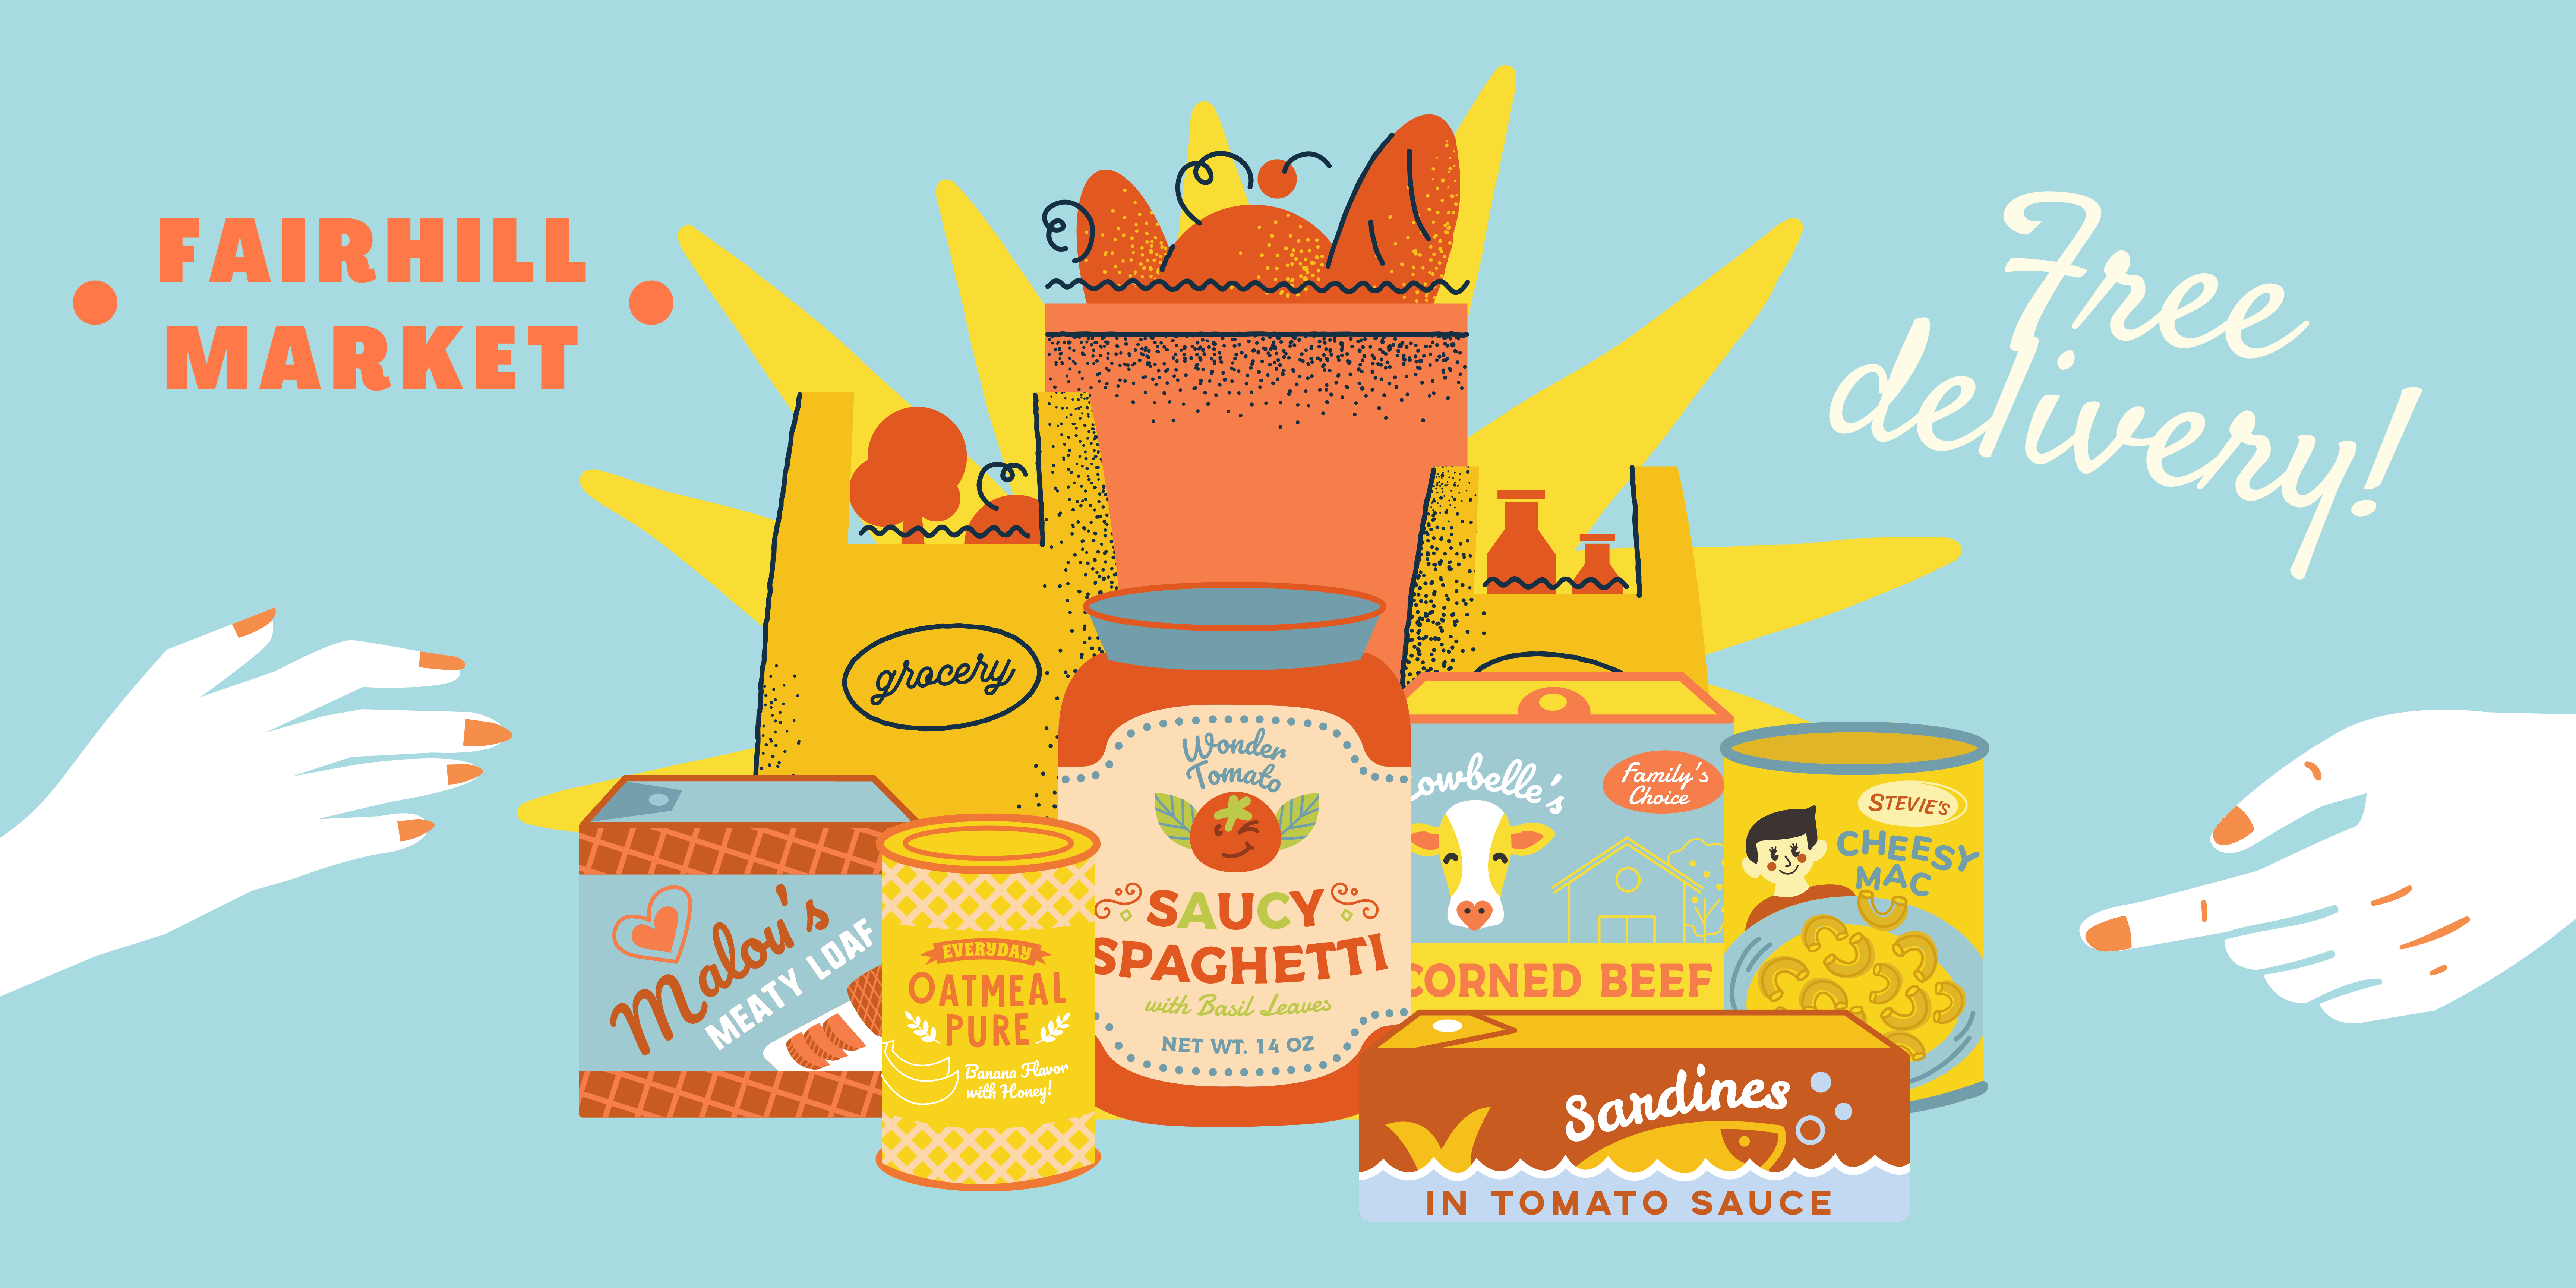 FAIRHILL
MARKET
Free
delivery!
grocery
Wonder
Tomato
SAUCY
SPAGHETTI
with Basil Leaves
NET WT. 14 OZ
Malou's
MEATY LOAF
EVERYDAY
OATMEAL
PURE
Banana Flavor
with Honey!
owbelle's
Family's
Choice
CORNED BEEF
STEVIE'S
CHEESY
MAC
Sardines
IN TOMATO SAUCE